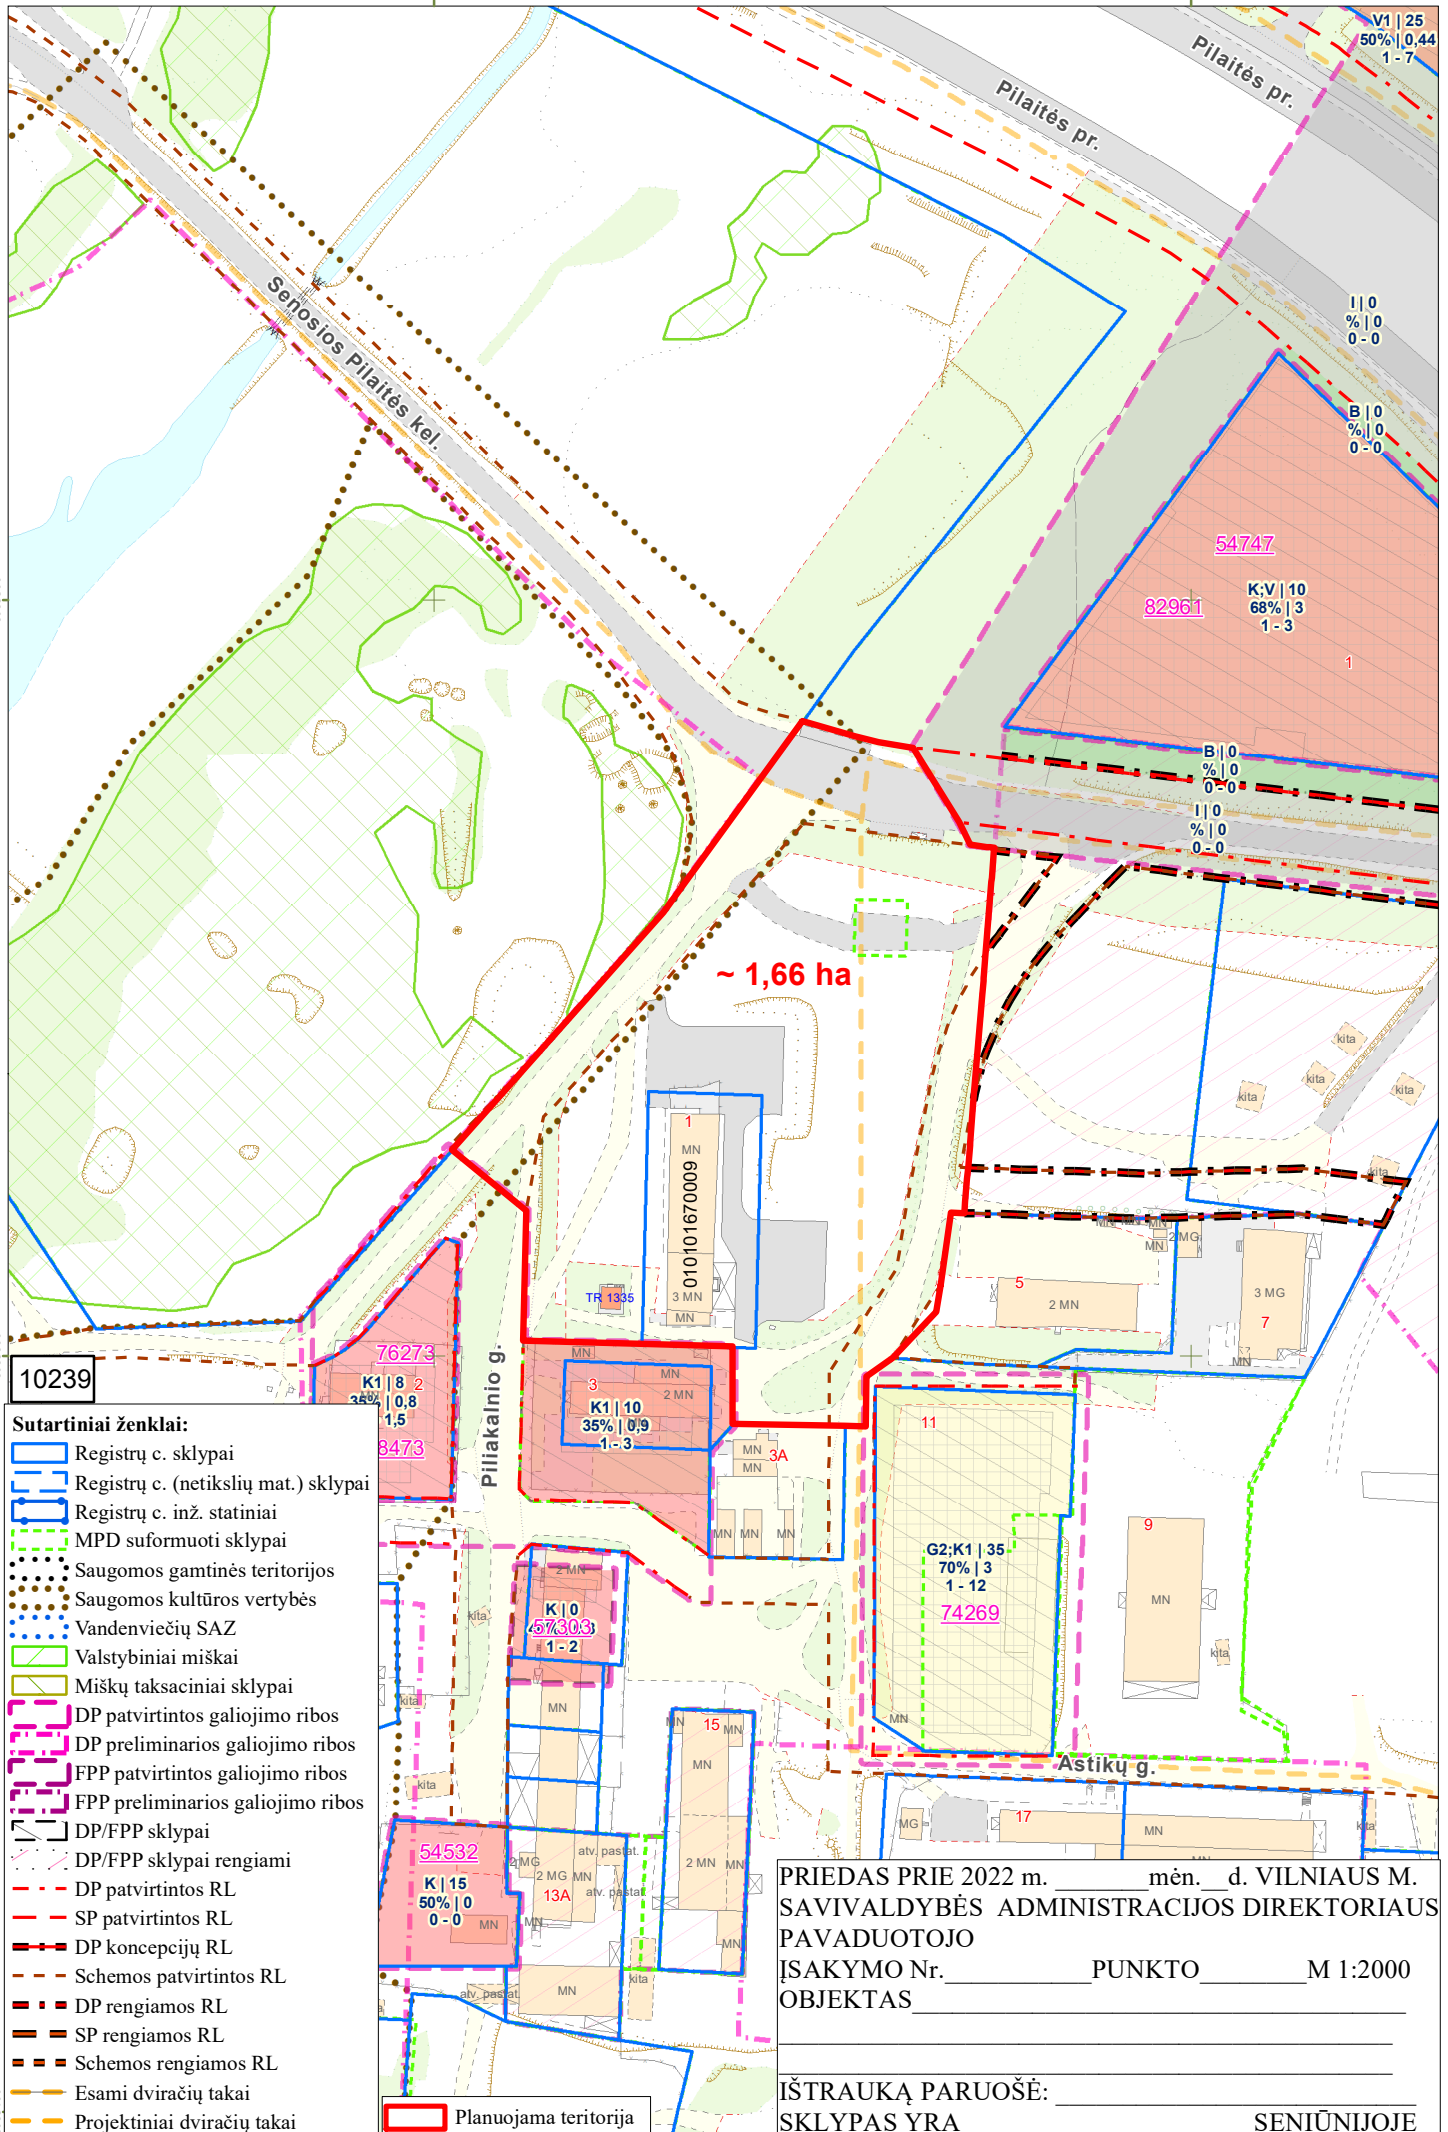 V1 | 25
50% | 0,44
1 - 7
Pilaitės pr.
Pilaitės pr.
Senosios Pilaitės kel.
I | 0
% | 0
0 - 0
B | 0
% | 0
0 - 0
54747
K;V | 10
68% | 3
1 - 3
82961
1
B | 0
% | 0
0 - 0
I | 0
% | 0
0 - 0
~ 1,66 ha
kita
kita
kita
kita
kita
1
MN
010101670009
3 MN
MN
TR 1335
MN
MN
MN
2 MG
5
2 MN
3 MG
7
MN
Piliakalnio g.
76273
K1 | 8
2
35% | 0,8
1,5
8473
MN
3
MN
2 MN
K1 | 10
35% | 0,9
1 - 3
MN
3A
MN
MN
MN
MN
11
G2;K1 | 35
70% | 3
1 - 12
74269
MN
9
MN
kita
2 MN
K | 0
57303
1 - 2
kita
kita
MN
15
MN
MN
MN
2 MN
MN
MN
kita
Astikų g.
17
MG
MN
kita
54532
K | 15
50% | 0
0 - 0
MN
2 MG
2 MG
MN
13A
MN
atv. pastat.
atv. pastat.
atv. pastat.
MN
kita
10239
Sutartiniai ženklai:
Registrų c. sklypai
Registrų c. (netikslių mat.) sklypai
Registrų c. inž. statiniai
MPD suformuoti sklypai
Saugomos gamtinės teritorijos
Saugomos kultūros vertybės
Vandenviečių SAZ
Valstybiniai miškai
Miškų taksaciniai sklypai
DP patvirtintos galiojimo ribos
DP preliminarios galiojimo ribos
FPP patvirtintos galiojimo ribos
FPP preliminarios galiojimo ribos
DP/FPP sklypai
DP/FPP sklypai rengiami
DP patvirtintos RL
SP patvirtintos RL
DP koncepcijų RL
Schemos patvirtintos RL
DP rengiamos RL
SP rengiamos RL
Schemos rengiamos RL
Esami dviračių takai
Projektiniai dviračių takai
Planuojama teritorija
PRIEDAS PRIE 2022 m. ________mėn.__d. VILNIAUS M.
SAVIVALDYBĖS ADMINISTRACIJOS DIREKTORIAUS
PAVADUOTOJO
ĮSAKYMO Nr.____________PUNKTO_________M 1:2000
OBJEKTAS________________________________________
IŠTRAUKĄ PARUOŠĖ: ______________________________
SKLYPAS YRA SENIŪNIJOJE